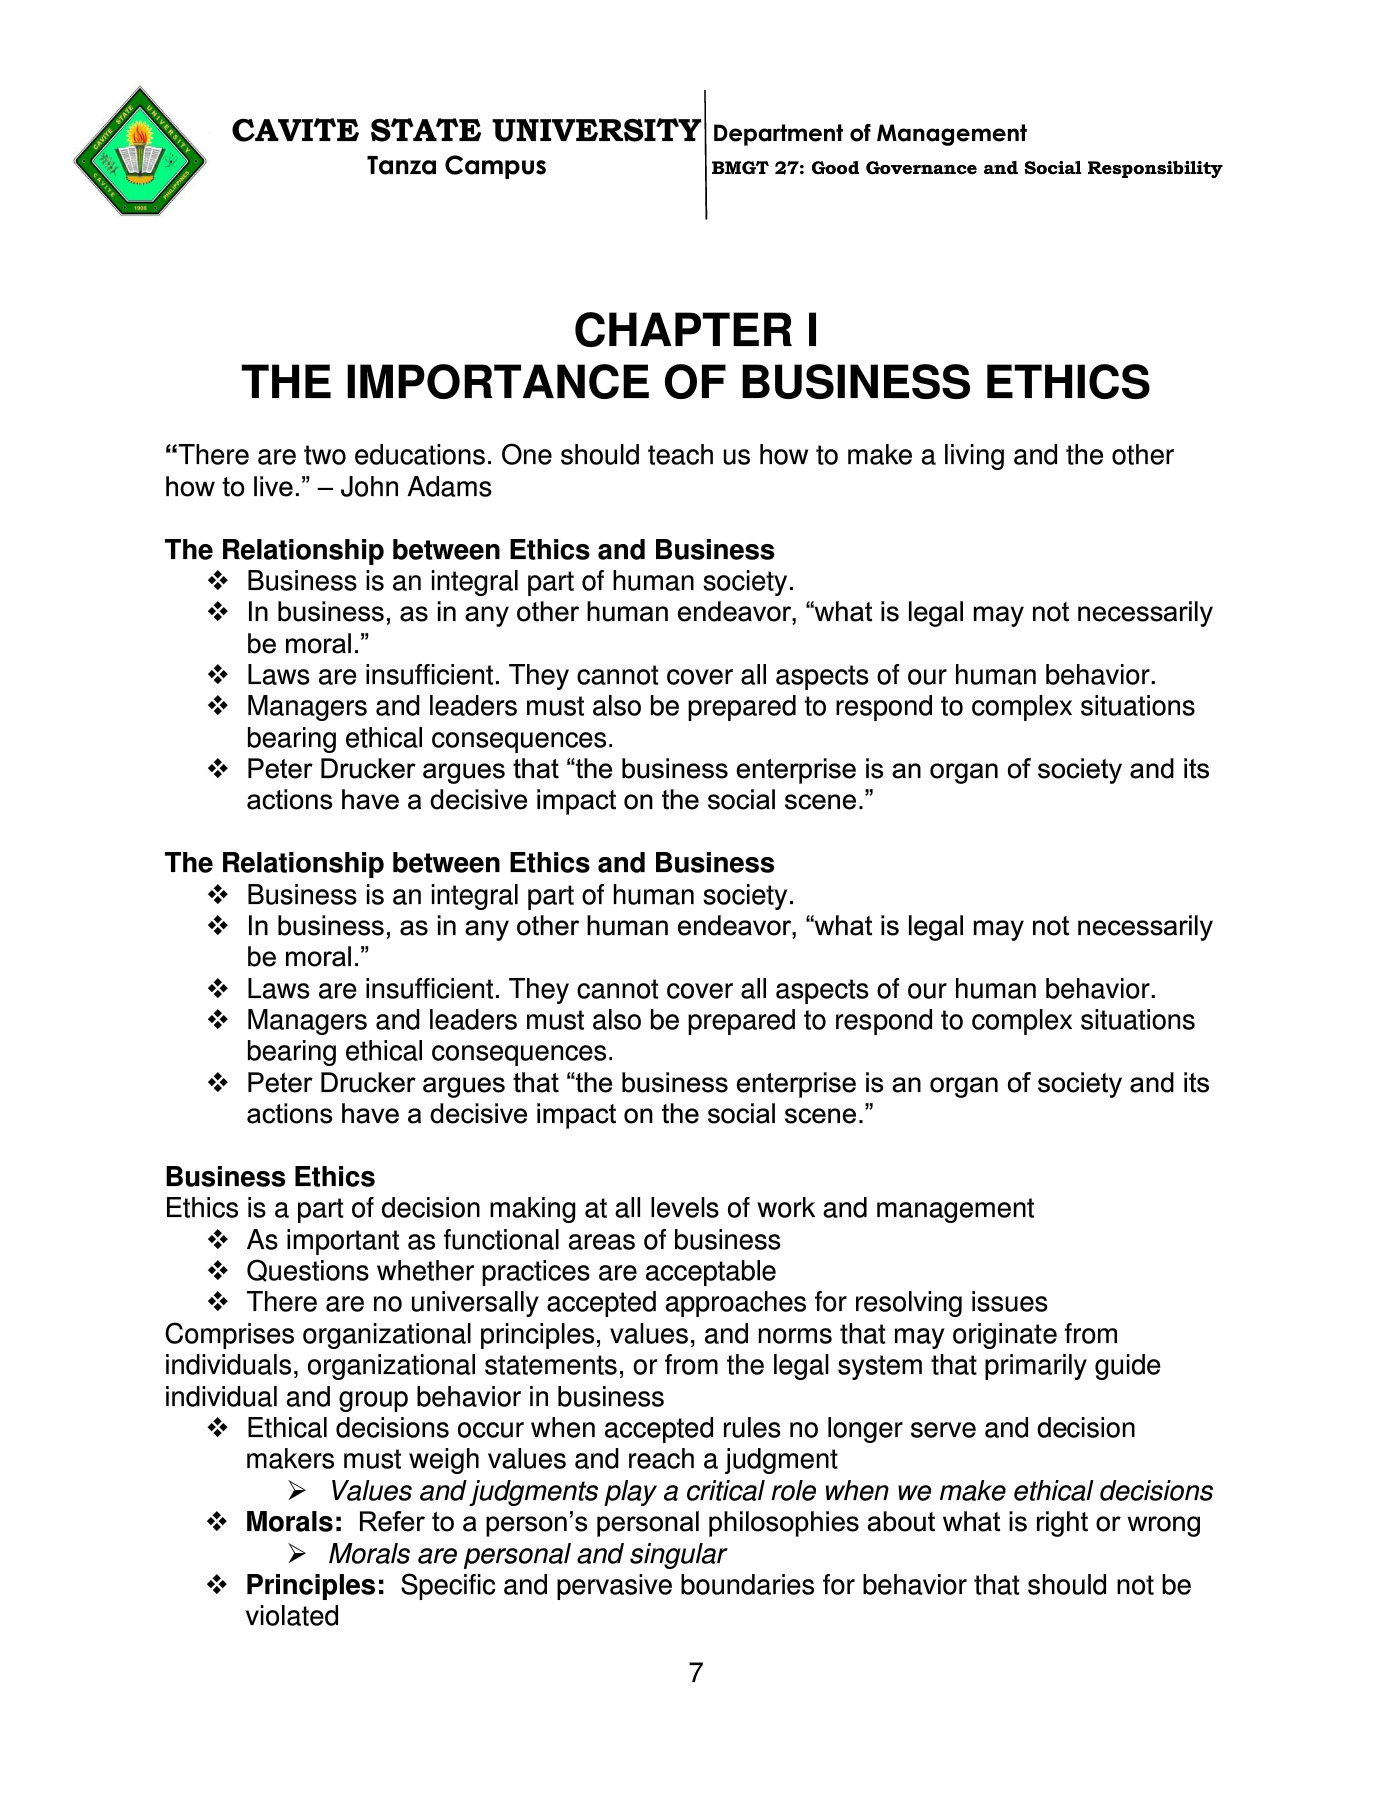 CAVITE STATE UNIVERSITY
Tanza Campus
Department of Management
BMGT 27: Good Governance and Social Responsibility
CAVITE STATE UNIVERSITY
CAVITE
PHILIPPINES
1906
CHAPTER I
THE IMPORTANCE OF BUSINESS ETHICS
“There are two educations. One should teach us how to make a living and the other
how to live.” – John Adams
The Relationship between Ethics and Business
❖ Business is an integral part of human society.
❖ In business, as in any other human endeavor, “what is legal may not necessarily
be moral.”
❖ Laws are insufficient. They cannot cover all aspects of our human behavior.
❖ Managers and leaders must also be prepared to respond to complex situations
bearing ethical consequences.
❖ Peter Drucker argues that “the business enterprise is an organ of society and its
actions have a decisive impact on the social scene.”
The Relationship between Ethics and Business
❖ Business is an integral part of human society.
❖ In business, as in any other human endeavor, “what is legal may not necessarily
be moral.”
❖ Laws are insufficient. They cannot cover all aspects of our human behavior.
❖ Managers and leaders must also be prepared to respond to complex situations
bearing ethical consequences.
❖ Peter Drucker argues that “the business enterprise is an organ of society and its
actions have a decisive impact on the social scene.”
Business Ethics
Ethics is a part of decision making at all levels of work and management
❖ As important as functional areas of business
❖ Questions whether practices are acceptable
❖ There are no universally accepted approaches for resolving issues
Comprises organizational principles, values, and norms that may originate from
individuals, organizational statements, or from the legal system that primarily guide
individual and group behavior in business
❖ Ethical decisions occur when accepted rules no longer serve and decision
makers must weigh values and reach a judgment
➢ Values and judgments play a critical role when we make ethical decisions
❖ Morals: Refer to a person’s personal philosophies about what is right or wrong
➢ Morals are personal and singular
❖ Principles: Specific and pervasive boundaries for behavior that should not be
violated
7